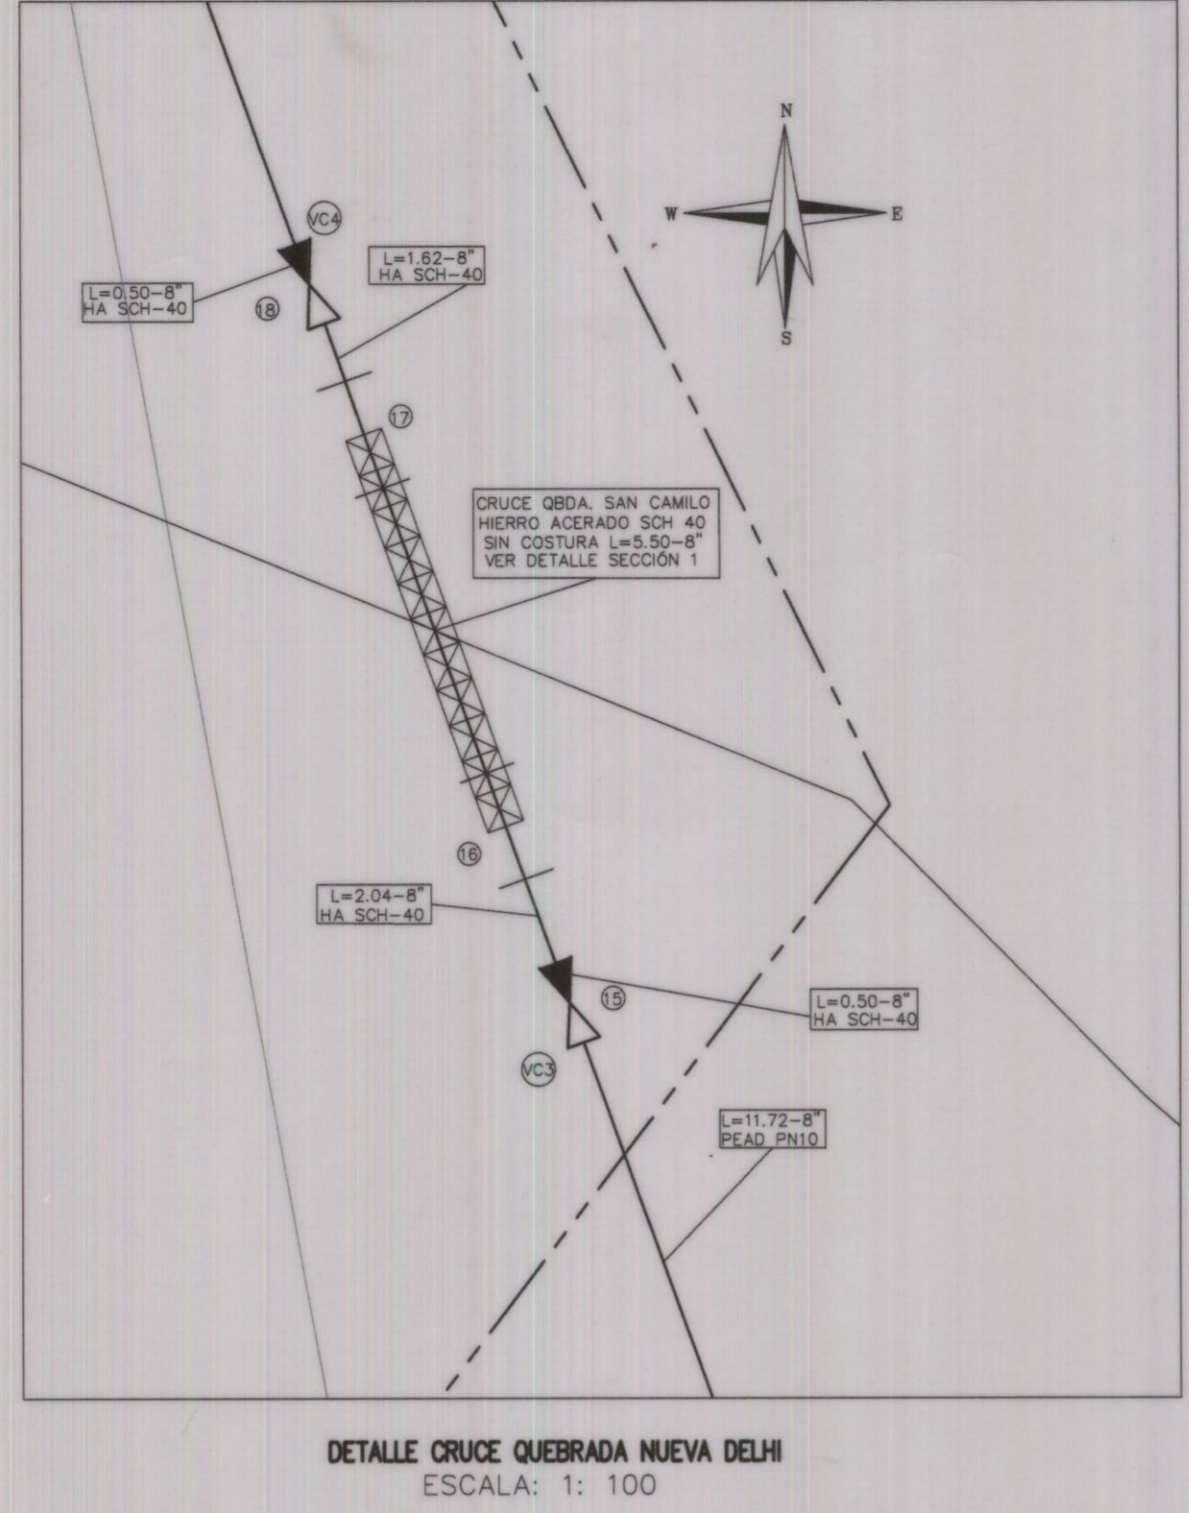 N
W
E
S
VC4
L=1.62-8"
HA SCH-40
L=0.50-8"
HA SCH-40
18
17
CRUCE QBDA. SAN CAMILO
HIERRO ACERADO SCH 40
SIN COSTURA L=5.50-8"
VER DETALLE SECCIÓN 1
16
L=2.04-8"
HA SCH-40
15
L=0.50-8"
HA SCH-40
VC3
L=11.72-8"
PEAD PN10
DETALLE CRUCE QUEBRADA NUEVA DELHI
ESCALA: 1: 100